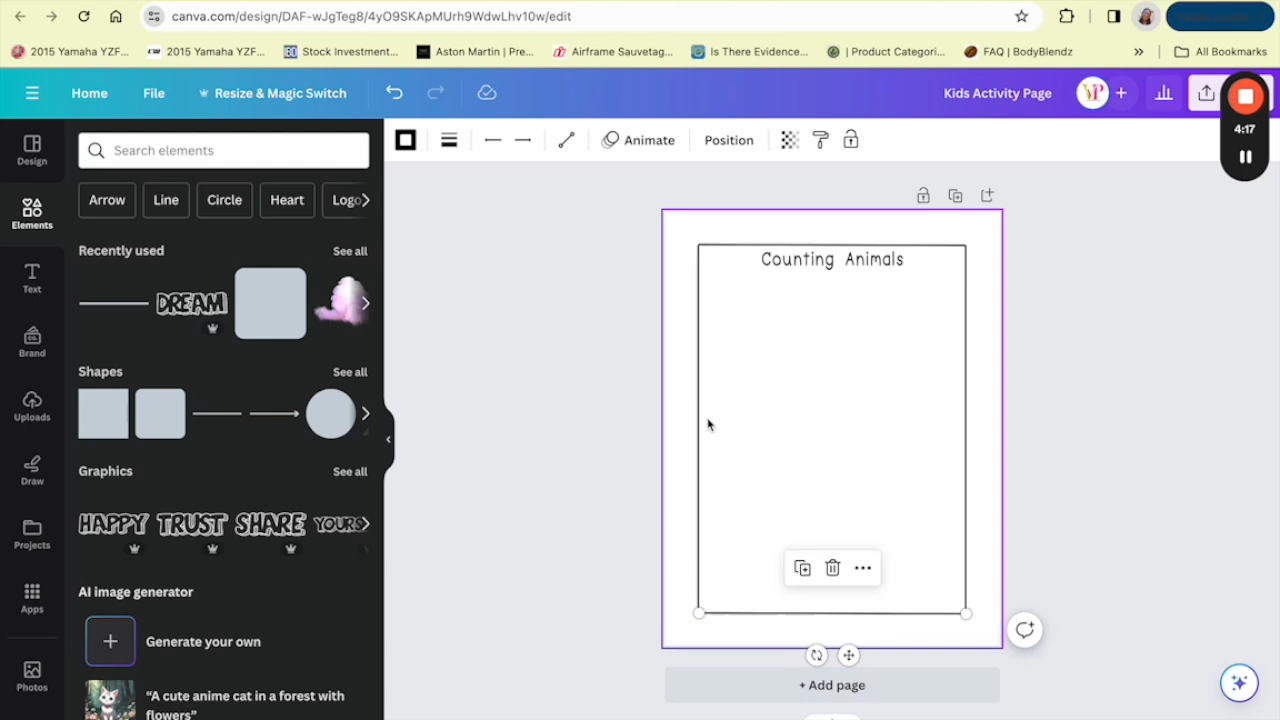 canva.com/design/DAF-wJgTeg8/4yO9SKApMUrh9WdwLhv10w/edit
2015 Yamaha YZF...
2015 Yamaha YZF...
Stock Investment...
Aston Martin | Pre...
Airframe Sauvetag...
Is There Evidence...
| Product Categori...
FAQ | BodyBlendz
»
All Bookmarks
Home
File
Resize & Magic Switch
Kids Activity Page
4:17
Design
Elements
Text
Brand
Uploads
Draw
Projects
Apps
Photos
Search elements
Arrow
Line
Circle
Heart
Logo
Recently used
See all
DREAM
Shapes
See all
Graphics
See all
HAPPY
TRUST
SHARE
YOURS
AI image generator
Generate your own
“A cute anime cat in a forest with
flowers”
Animate
Position
Counting Animals
+ Add page